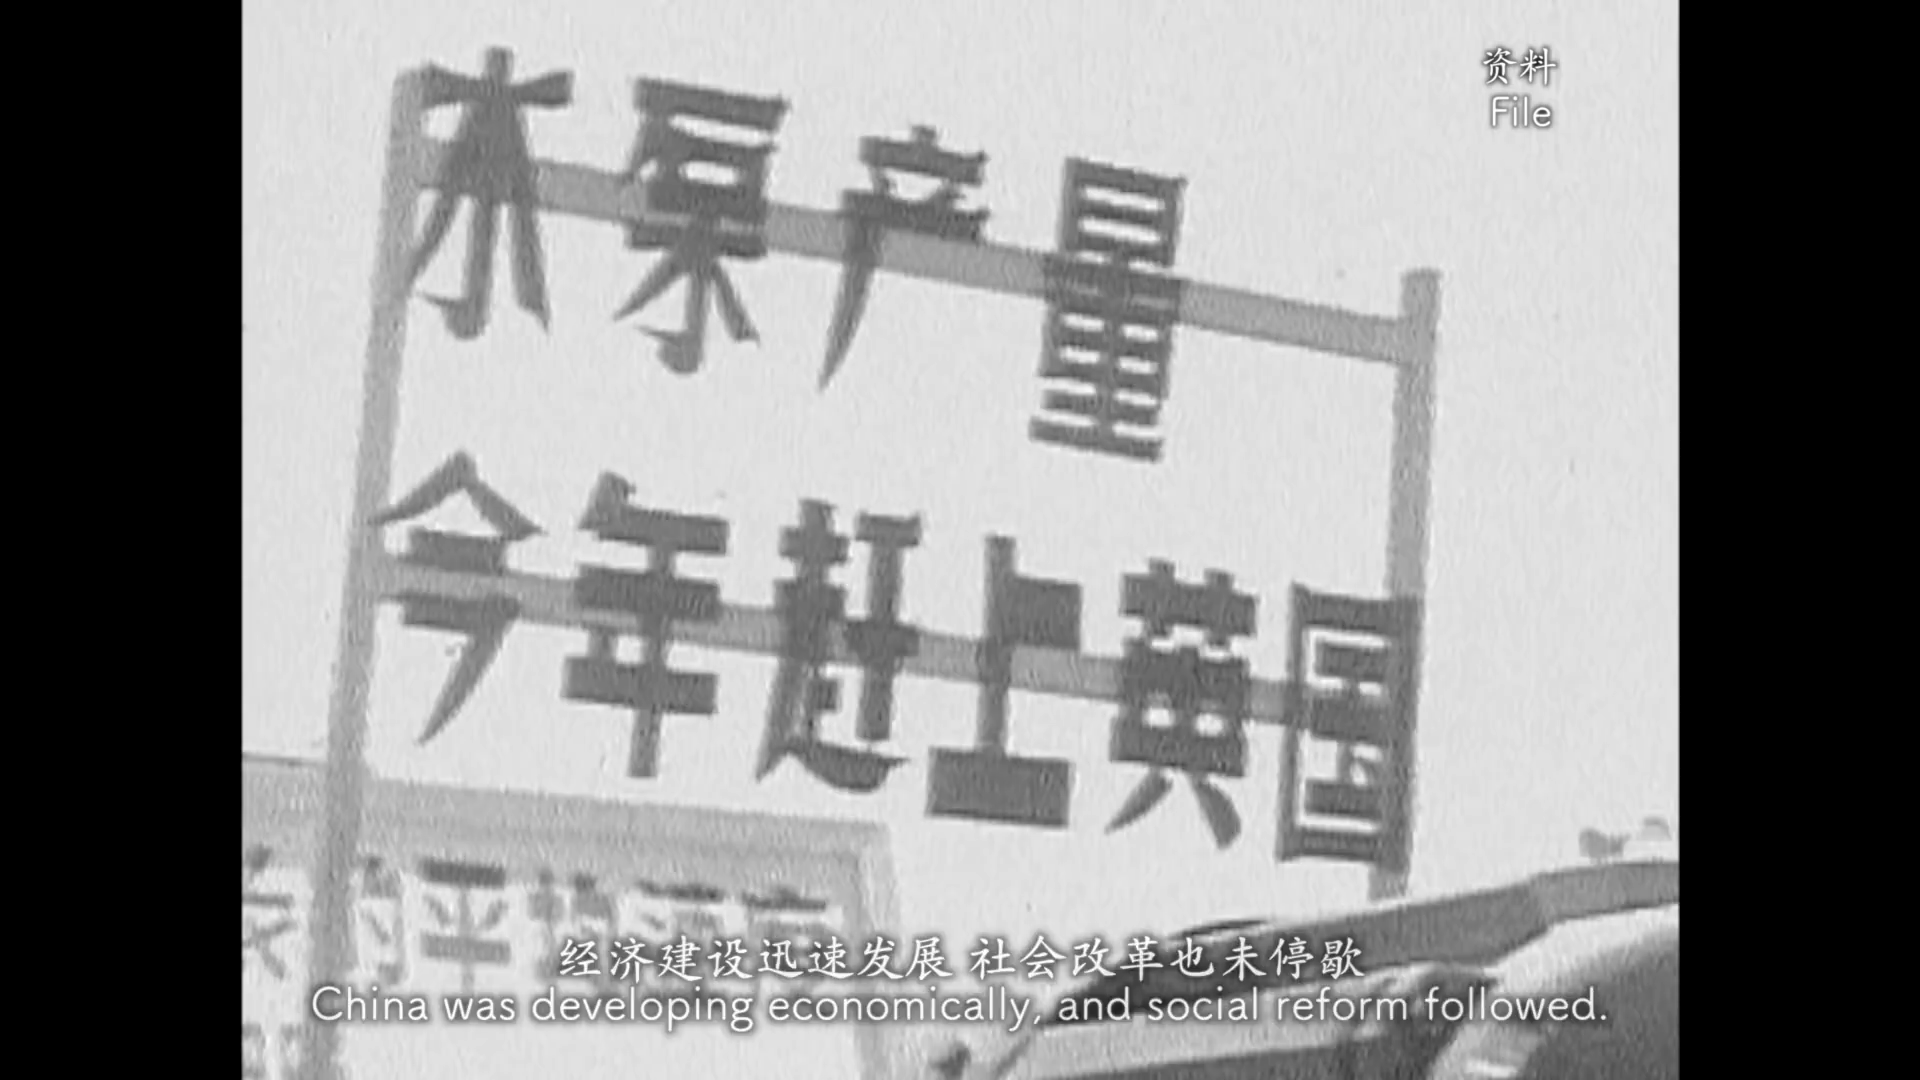 资料
File
水泵产量
今年赶上英国
经济建设迅速发展 社会改革也未停歇
China was developing economically, and social reform followed.